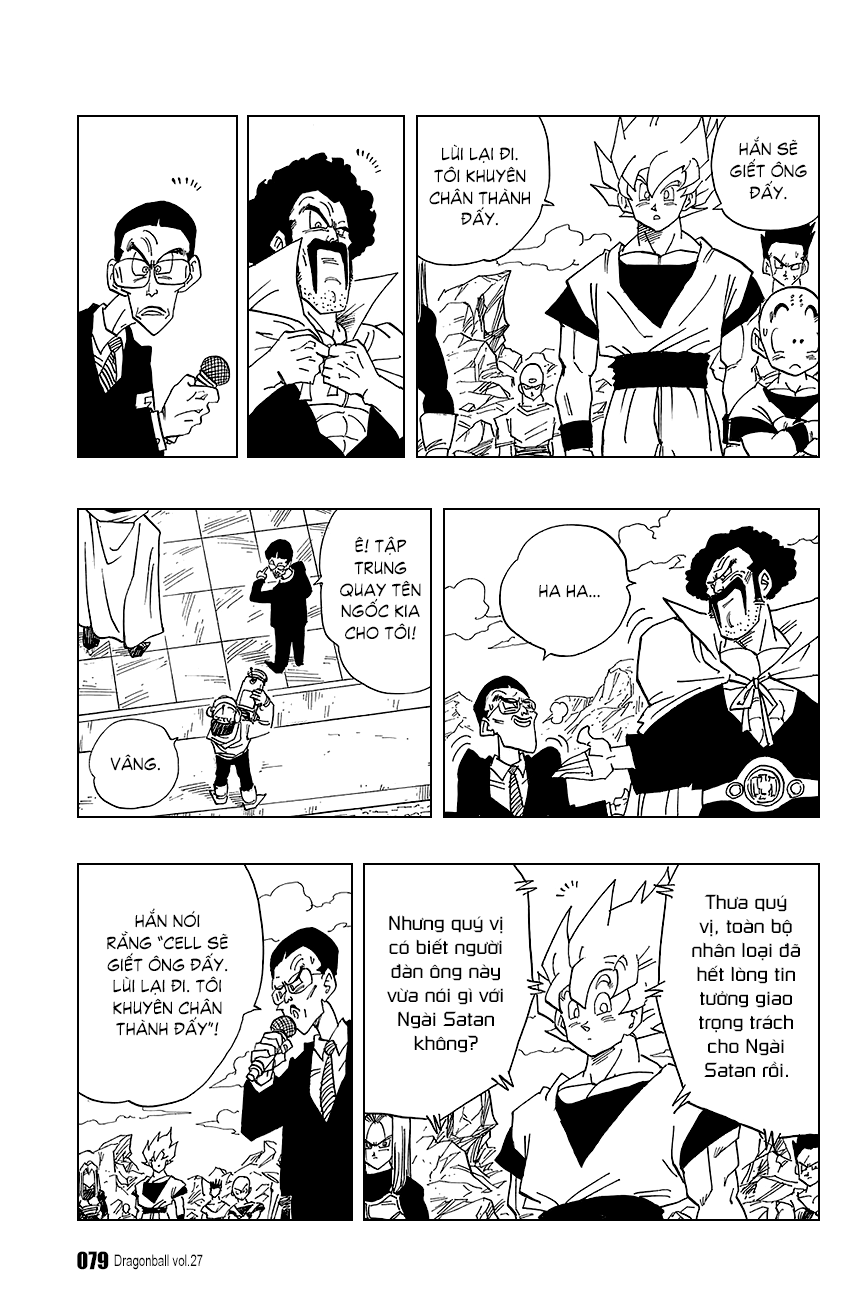 HẮN SẼ
GIẾT ÔNG
ĐẤY.
LÙI LẠI ĐI.
TÔI KHUYÊN
CHÂN THÀNH
ĐẤY.
HA HA...
Ê! TẬP
TRUNG
QUAY TÊN
NGỐC KIA
CHO TÔI!
VÂNG.
Thưa quý
vị, toàn bộ
nhân loại đã
hết lòng tin
tưởng giao
trọng trách
cho Ngài
Satan rồi.
Nhưng quý vị
có biết người
đàn ông này
vừa nói gì với
Ngài Satan
không?
HẮN NÓI
RẰNG “CELL SẼ
GIẾT ÔNG ĐẤY.
LÙI LẠI ĐI. TÔI
KHUYÊN CHÂN
THÀNH ĐẤY”!
079 Dragonball vol.27